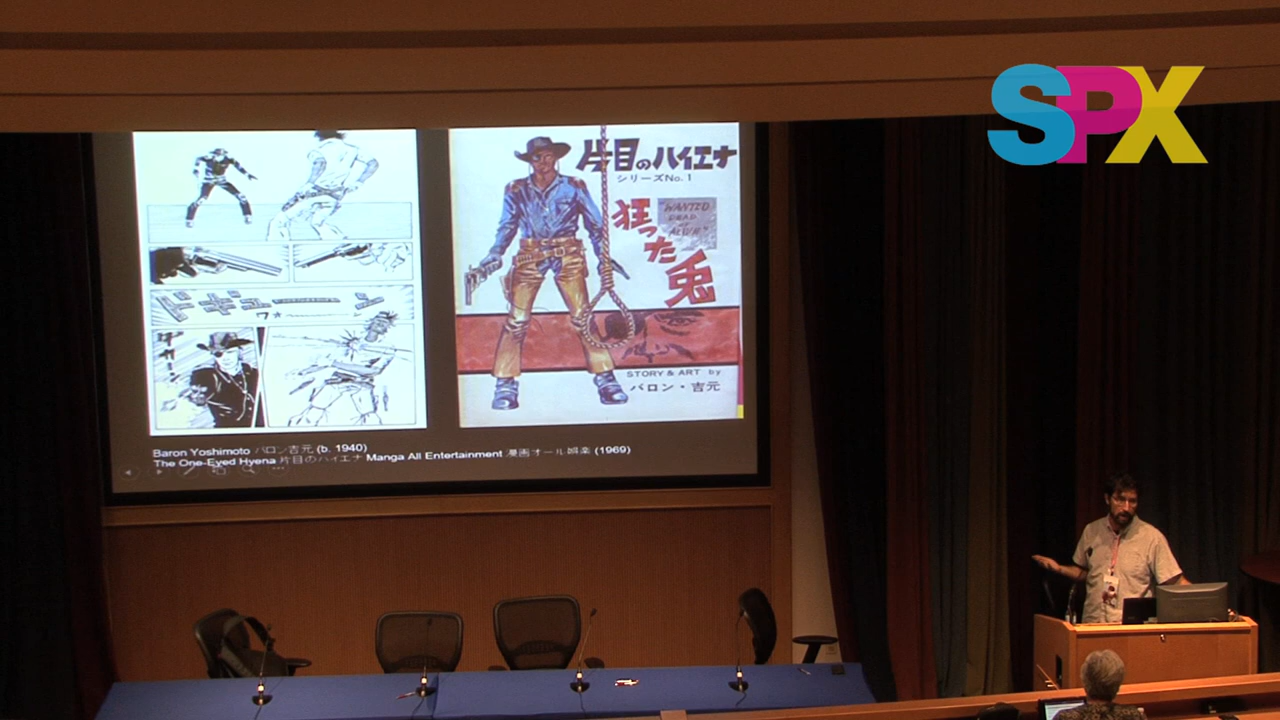 SPX
片目のハイエナ
シリーズNo.1
狂った兎
"WANTED
DEAD
or
ALIVE"
STORY & ART by
バロン・吉元
ドギューーン
Baron Yoshimoto バロン吉元 (b. 1940)
The One-Eyed Hyena 片目のハイエナ Manga All Entertainment 漫画オール娯楽 (1969)